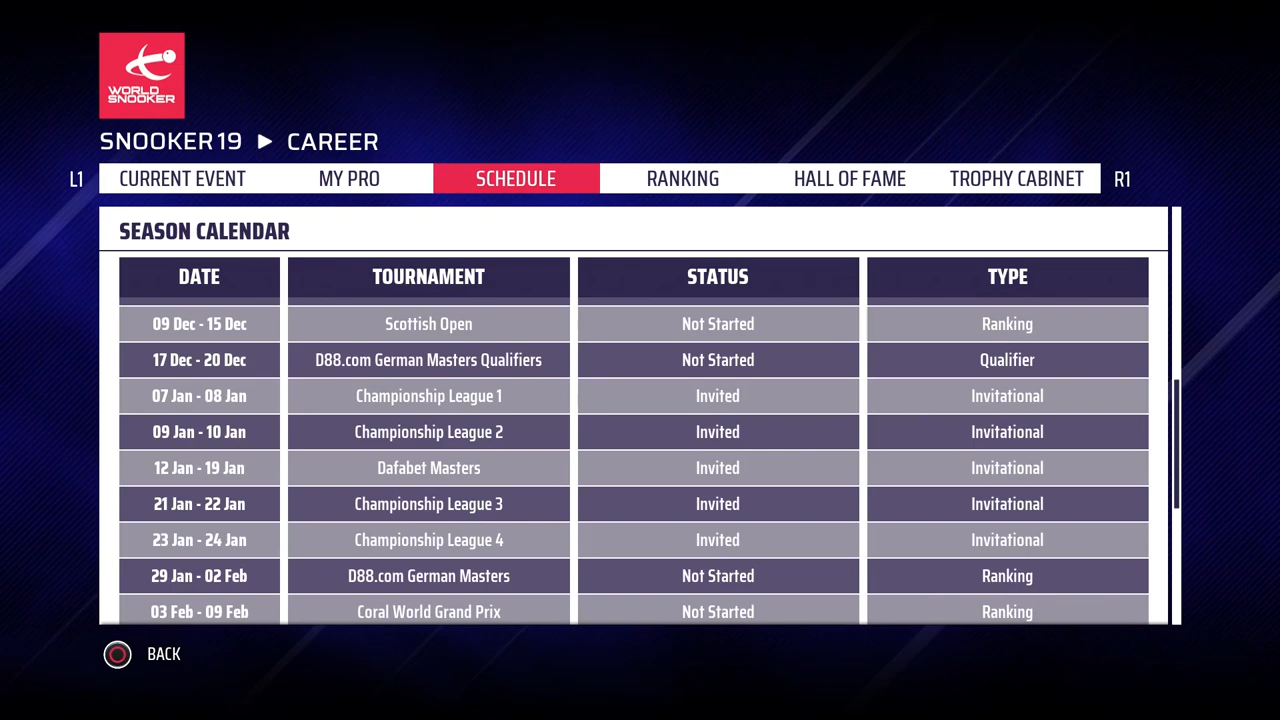 WORLD
SNOOKER
SNOOKER 19 ► CAREER
L1 CURRENT EVENT MY PRO SCHEDULE RANKING HALL OF FAME TROPHY CABINET R1
SEASON CALENDAR
DATE TOURNAMENT STATUS TYPE
09 Dec - 15 Dec Scottish Open Not Started Ranking
17 Dec - 20 Dec D88.com German Masters Qualifiers Not Started Qualifier
07 Jan - 08 Jan Championship League 1 Invited Invitational
09 Jan - 10 Jan Championship League 2 Invited Invitational
12 Jan - 19 Jan Dafabet Masters Invited Invitational
21 Jan - 22 Jan Championship League 3 Invited Invitational
23 Jan - 24 Jan Championship League 4 Invited Invitational
29 Jan - 02 Feb D88.com German Masters Not Started Ranking
03 Feb - 09 Feb Coral World Grand Prix Not Started Ranking
BACK